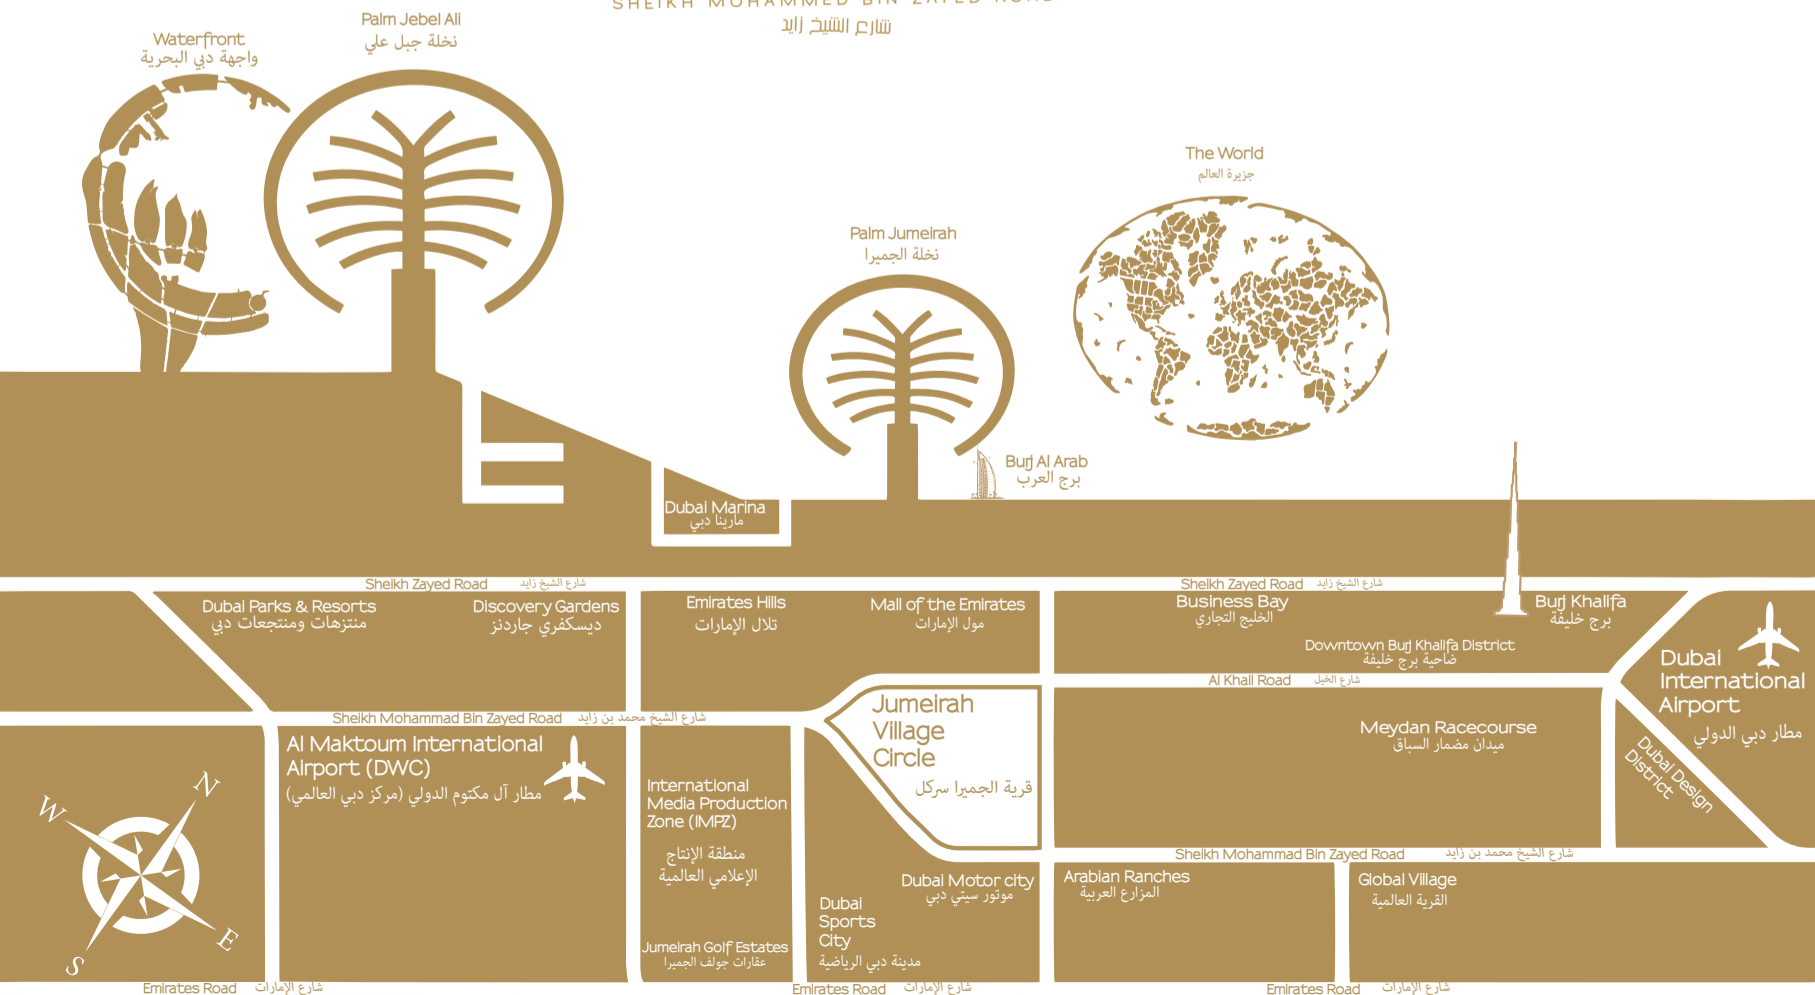 SHEIKH MOHAMMED BIN ZAYED ROAD
شارع الشيخ زايد
Palm Jebel Ali
نخلة جبل علي
Waterfront
واجهة دبي البحرية
The World
جزيرة العالم
Palm Jumeirah
نخلة الجميرا
Burj Al Arab
برج العرب
Dubai Marina
مارينا دبي
Sheikh Zayed Road شارع الشيخ زايد
Sheikh Zayed Road شارع الشيخ زايد
Dubai Parks & Resorts
منتزهات ومنتجعات دبي
Discovery Gardens
ديسكفري جاردنز
Emirates Hills
تلال الإمارات
Mall of the Emirates
مول الإمارات
Business Bay
الخليج التجاري
Burj Khalifa
برج خليفة
Downtown Burj Khalifa District
ضاحية برج خليفة
Dubai
International
Airport
مطار دبي الدولي
Al Khail Road شارع الخيل
Sheikh Mohammad Bin Zayed Road شارع الشيخ محمد بن زايد
Jumeirah
Village
Circle
قرية الجميرا سركل
Al Maktoum International
Airport (DWC)
مطار آل مكتوم الدولي (مركز دبي العالمي)
Meydan Racecourse
ميدان مضمار السباق
Dubai Design
District
International
Media Production
Zone (IMPZ)
منطقة الإنتاج
الإعلامي العالمية
N
W
E
S
Sheikh Mohammad Bin Zayed Road شارع الشيخ محمد بن زايد
Dubai Motor city
موتور سيتي دبي
Arabian Ranches
المزارع العربية
Global Village
القرية العالمية
Dubai
Sports
City
مدينة دبي الرياضية
Jumeirah Golf Estates
عقارات جولف الجميرا
Emirates Road شارع الإمارات
Emirates Road شارع الإمارات
Emirates Road شارع الإمارات